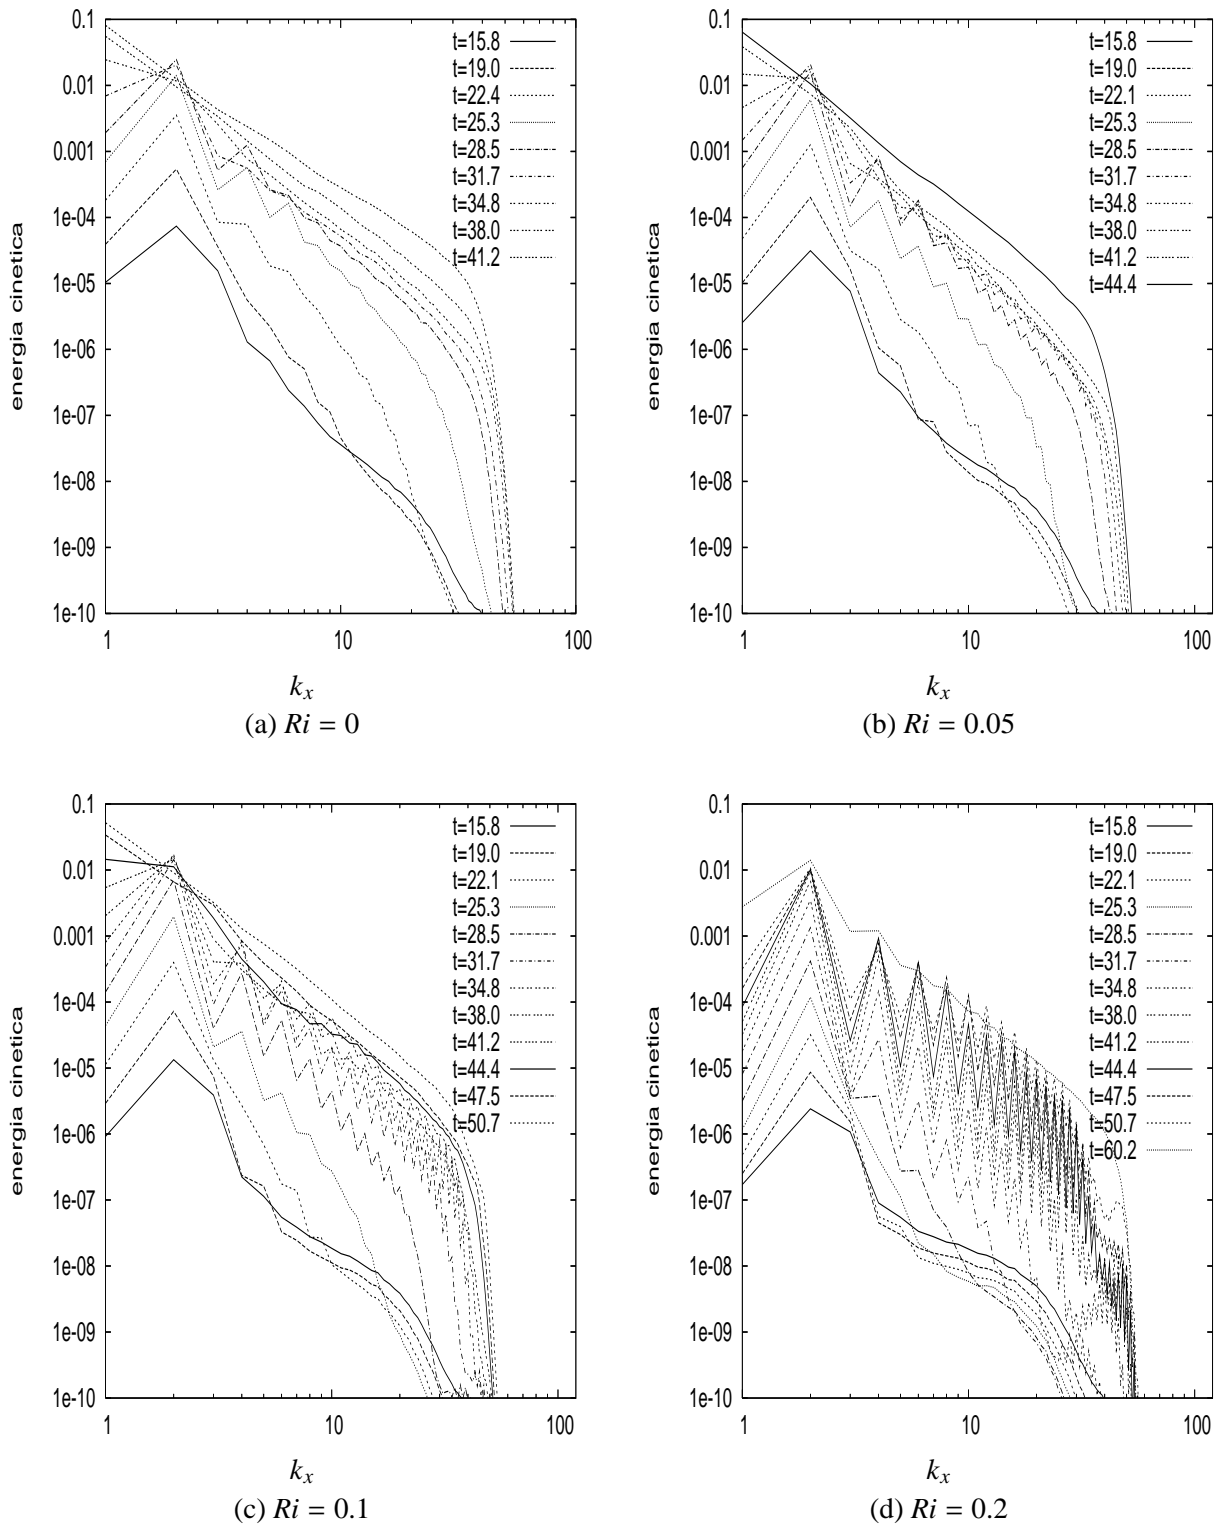 0.1
0.01
0.001
1e-04
1e-05
1e-06
1e-07
1e-08
1e-09
1e-10
1
10
100
energia cinetica
t=15.8
t=19.0
t=22.4
t=25.3
t=28.5
t=31.7
t=34.8
t=38.0
t=41.2
k_x
(a) Ri = 0
0.1
0.01
0.001
1e-04
1e-05
1e-06
1e-07
1e-08
1e-09
1e-10
1
10
100
energia cinetica
t=15.8
t=19.0
t=22.1
t=25.3
t=28.5
t=31.7
t=34.8
t=38.0
t=41.2
t=44.4
k_x
(b) Ri = 0.05
0.1
0.01
0.001
1e-04
1e-05
1e-06
1e-07
1e-08
1e-09
1e-10
1
10
100
energia cinetica
t=15.8
t=19.0
t=22.1
t=25.3
t=28.5
t=31.7
t=34.8
t=38.0
t=41.2
t=44.4
t=47.5
t=50.7
k_x
(c) Ri = 0.1
0.1
0.01
0.001
1e-04
1e-05
1e-06
1e-07
1e-08
1e-09
1e-10
1
10
100
energia cinetica
t=15.8
t=19.0
t=22.1
t=25.3
t=28.5
t=31.7
t=34.8
t=38.0
t=41.2
t=44.4
t=47.5
t=50.7
t=60.2
k_x
(d) Ri = 0.2